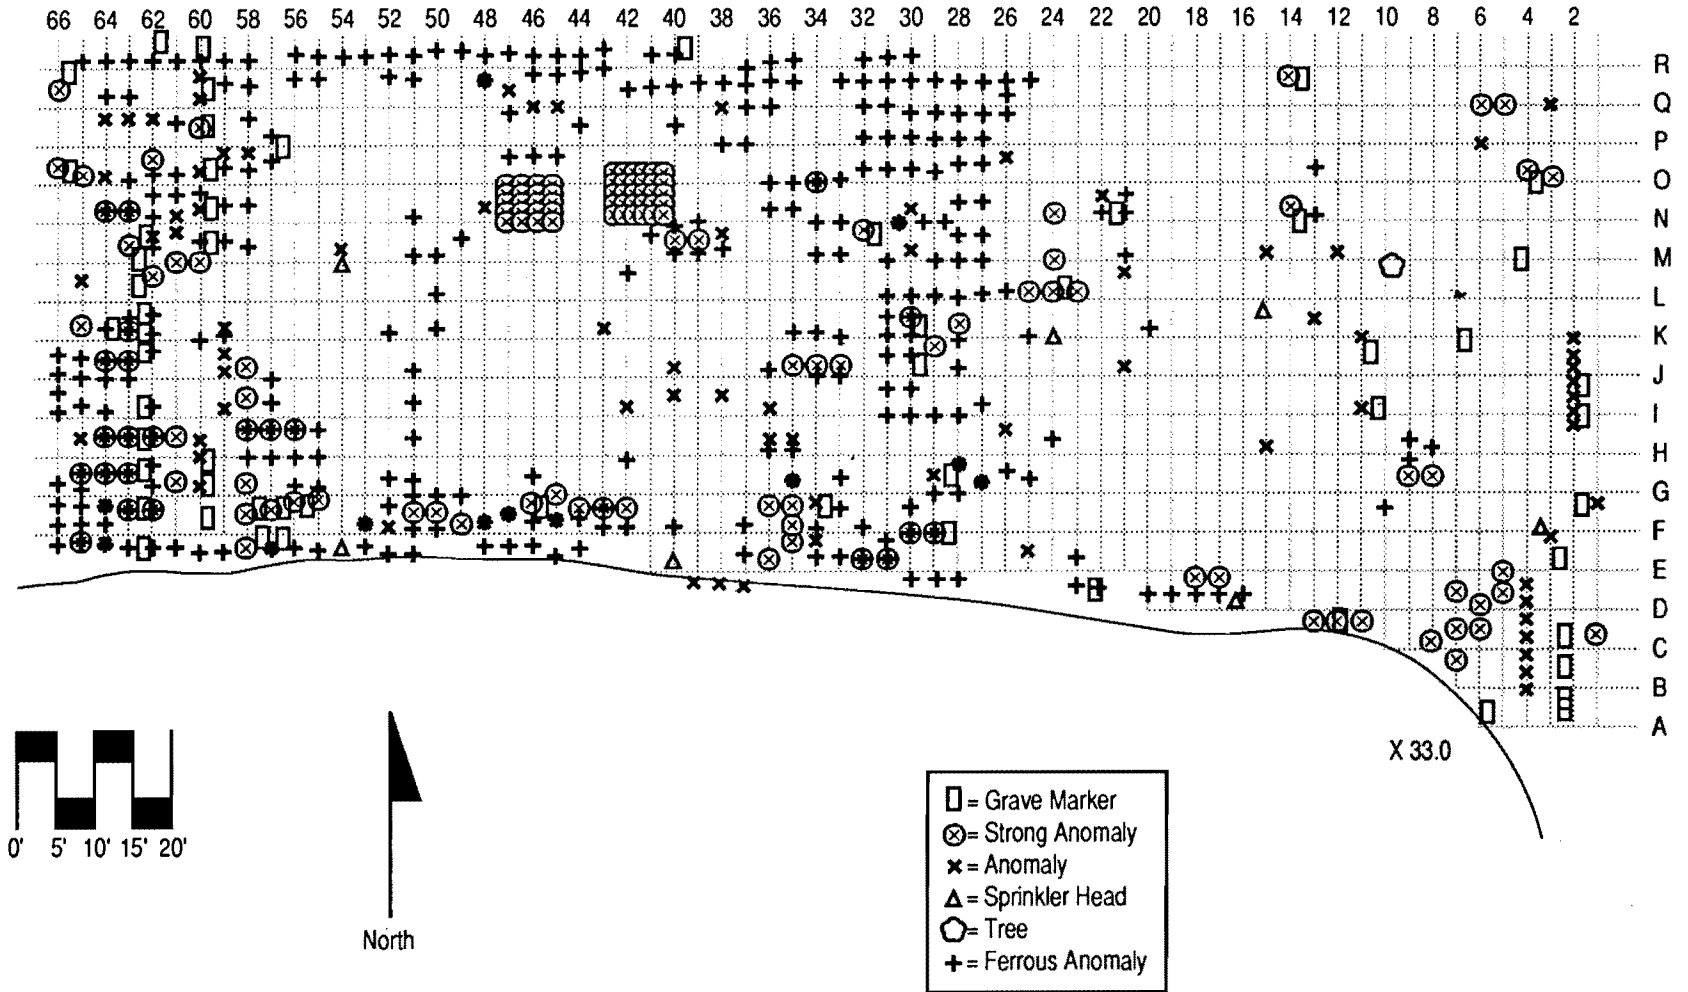 66 64 62 60 58 56 54 52 50 48 46 44 42 40 38 36 34 32 30 28 26 24 22 20 18 16 14 12 10 8 6 4 2
R
Q
P
O
N
M
L
K
J
I
H
G
F
E
D
C
B
A
X 33.0
0' 5' 10' 15' 20'
North
= Grave Marker
= Strong Anomaly
= Anomaly
= Sprinkler Head
= Tree
= Ferrous Anomaly